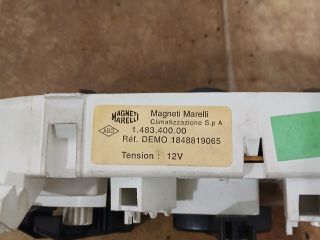 MAGNETI
MARELLI
Magneti Marelli
Climatizzazione S.p A
1.483.400.00
Réf. DEMO 1848819065
Tension : 12V